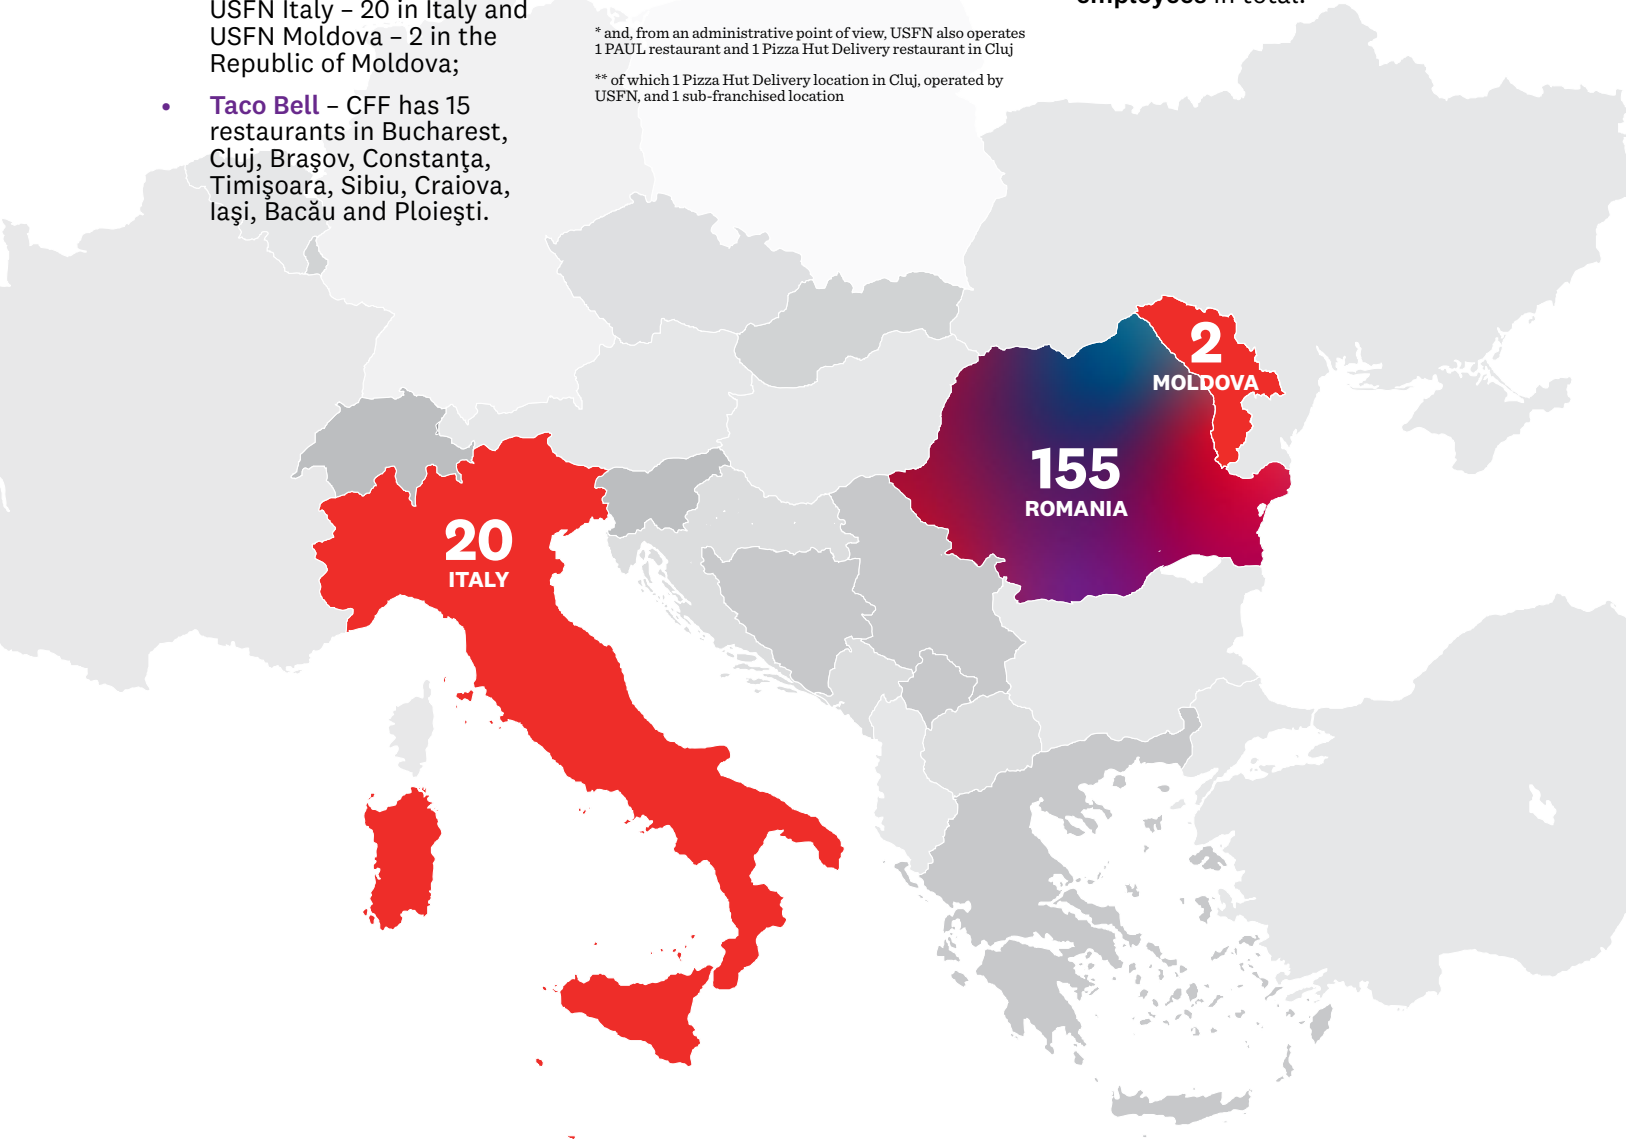 USFN Italy – 20 in Italy and
USFN Moldova – 2 in the
Republic of Moldova;
• Taco Bell – CFF has 15
restaurants in Bucharest,
Cluj, Braşov, Constanţa,
Timişoara, Sibiu, Craiova,
Iaşi, Bacău and Ploieşti.
* and, from an administrative point of view, USFN also operates
1 PAUL restaurant and 1 Pizza Hut Delivery restaurant in Cluj
** of which 1 Pizza Hut Delivery location in Cluj, operated by
USFN, and 1 sub-franchised location
employees in total.
2
MOLDOVA
155
ROMANIA
20
ITALY